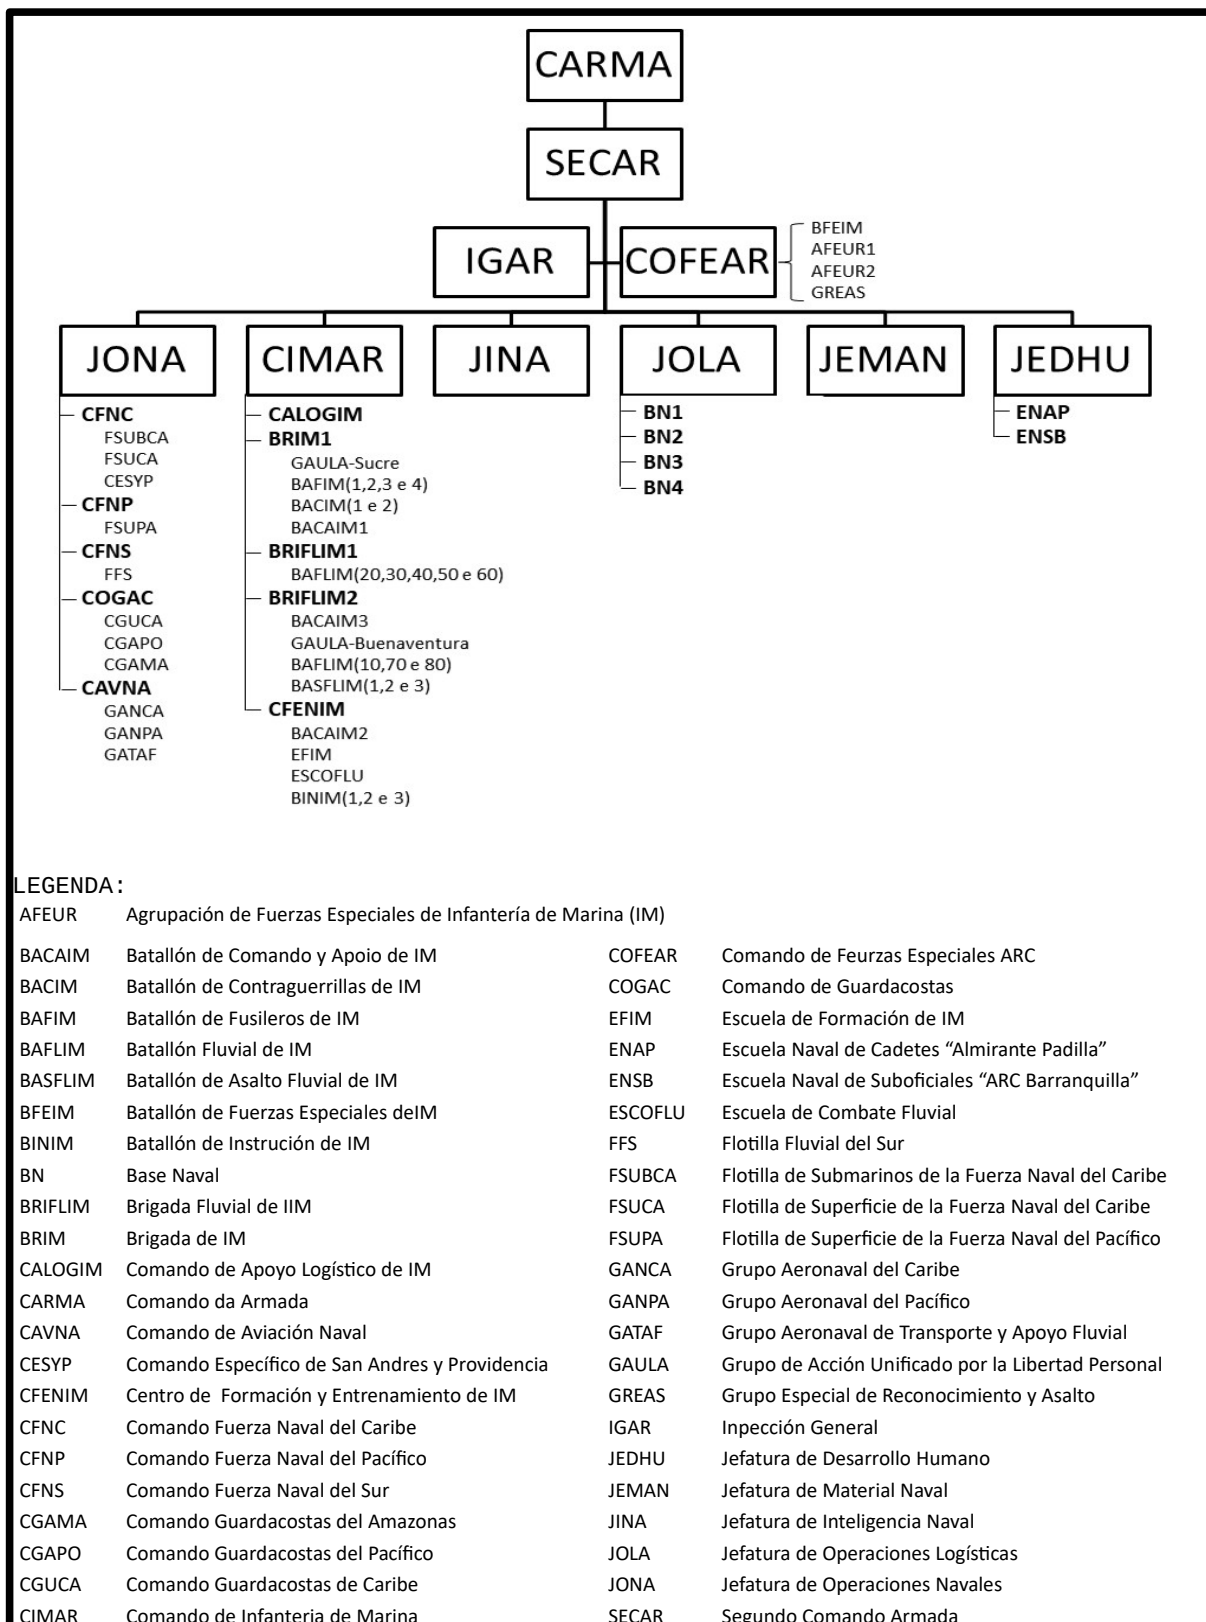 CARMA
SECAR
IGAR
COFEAR
BFEIM
AFEUR1
AFEUR2
GREAS
JONA
CIMAR
JINA
JOLA
JEMAN
JEDHU
CFNC
FSUBCA
FSUCA
CESYP
CFNP
FSUPA
CFNS
FFS
COGAC
CGUCA
CGAPO
CGAMA
CAVNA
GANCA
GANPA
GATAF
CALOGIM
BRIM1
GAULA-Sucre
BAFIM(1,2,3 e 4)
BACIM(1 e 2)
BACAIM1
BRIFLIM1
BAFLIM(20,30,40,50 e 60)
BRIFLIM2
BACAIM3
GAULA-Buenaventura
BAFLIM(10,70 e 80)
BASFLIM(1,2 e 3)
CFENIM
BACAIM2
EFIM
ESCOFLU
BINIM(1,2 e 3)
BN1
BN2
BN3
BN4
ENAP
ENSB
LEGENDA:
AFEUR Agrupación de Fuerzas Especiales de Infantería de Marina (IM)
BACAIM Batallón de Comando y Apoio de IM
BACIM Batallón de Contraguerrillas de IM
BAFIM Batallón de Fusileros de IM
BAFLIM Batallón Fluvial de IM
BASFLIM Batallón de Asalto Fluvial de IM
BFEIM Batallón de Fuerzas Especiales deIM
BINIM Batallón de Instrución de IM
BN Base Naval
BRIFLIM Brigada Fluvial de IIM
BRIM Brigada de IM
CALOGIM Comando de Apoyo Logístico de IM
CARMA Comando da Armada
CAVNA Comando de Aviación Naval
CESYP Comando Específico de San Andres y Providencia
CFENIM Centro de Formación y Entrenamiento de IM
CFNC Comando Fuerza Naval del Caribe
CFNP Comando Fuerza Naval del Pacífico
CFNS Comando Fuerza Naval del Sur
CGAMA Comando Guardacostas del Amazonas
CGAPO Comando Guardacostas del Pacífico
CGUCA Comando Guardacostas de Caribe
CIMAR Comando de Infanteria de Marina
COFEAR Comando de Feurzas Especiales ARC
COGAC Comando de Guardacostas
EFIM Escuela de Formación de IM
ENAP Escuela Naval de Cadetes “Almirante Padilla”
ENSB Escuela Naval de Suboficiales “ARC Barranquilla”
ESCOFLU Escuela de Combate Fluvial
FFS Flotilla Fluvial del Sur
FSUBCA Flotilla de Submarinos de la Fuerza Naval del Caribe
FSUCA Flotilla de Superficie de la Fuerza Naval del Caribe
FSUPA Flotilla de Superficie de la Fuerza Naval del Pacífico
GANCA Grupo Aeronaval del Caribe
GANPA Grupo Aeronaval del Pacífico
GATAF Grupo Aeronaval de Transporte y Apoyo Fluvial
GAULA Grupo de Acción Unificado por la Libertad Personal
GREAS Grupo Especial de Reconocimiento y Asalto
IGAR Inpección General
JEDHU Jefatura de Desarrollo Humano
JEMAN Jefatura de Material Naval
JINA Jefatura de Inteligencia Naval
JOLA Jefatura de Operaciones Logísticas
JONA Jefatura de Operaciones Navales
SECAR Segundo Comando Armada